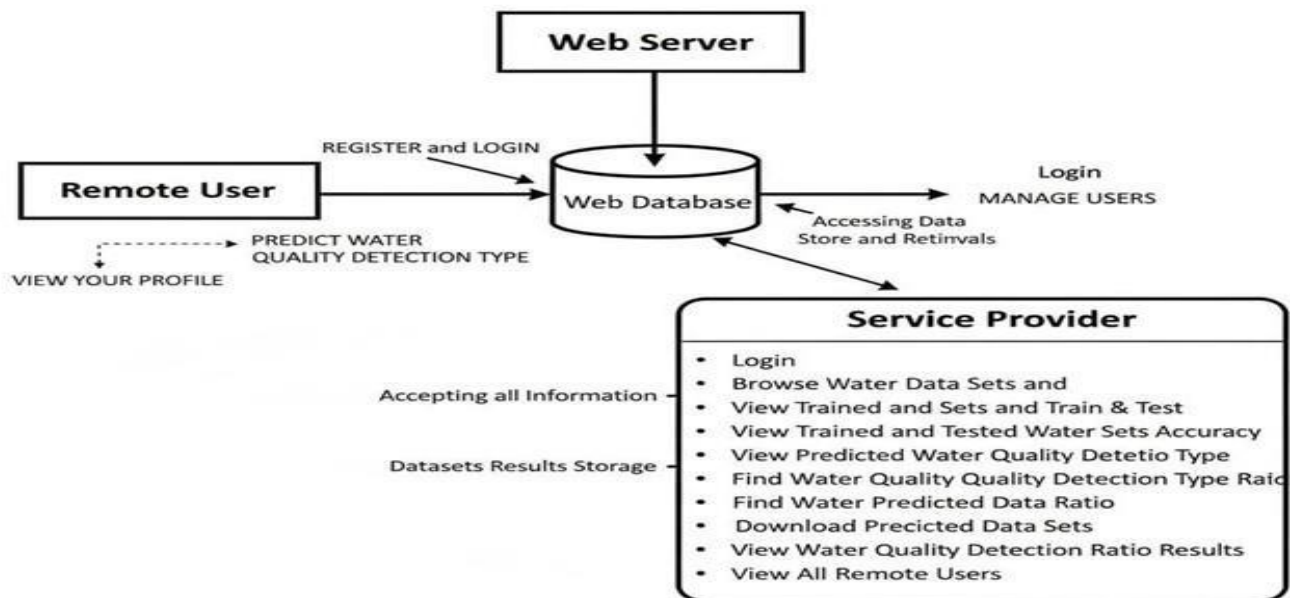 Web Server
REGISTER and LOGIN
Remote User
Web Database
Login
MANAGE USERS
Accessing Data
Store and Retinvals
PREDICT WATER
QUALITY DETECTION TYPE
VIEW YOUR PROFILE
Service Provider
• Login
• Browse Water Data Sets and
• View Trained and Sets and Train & Test
• View Trained and Tested Water Sets Accuracy
• View Predicted Water Quality Detetio Type
• Find Water Quality Quality Detection Type Raic
• Find Water Predicted Data Ratio
• Download Precicted Data Sets
• View Water Quality Detection Ratio Results
• View All Remote Users
Accepting all Information
Datasets Results Storage